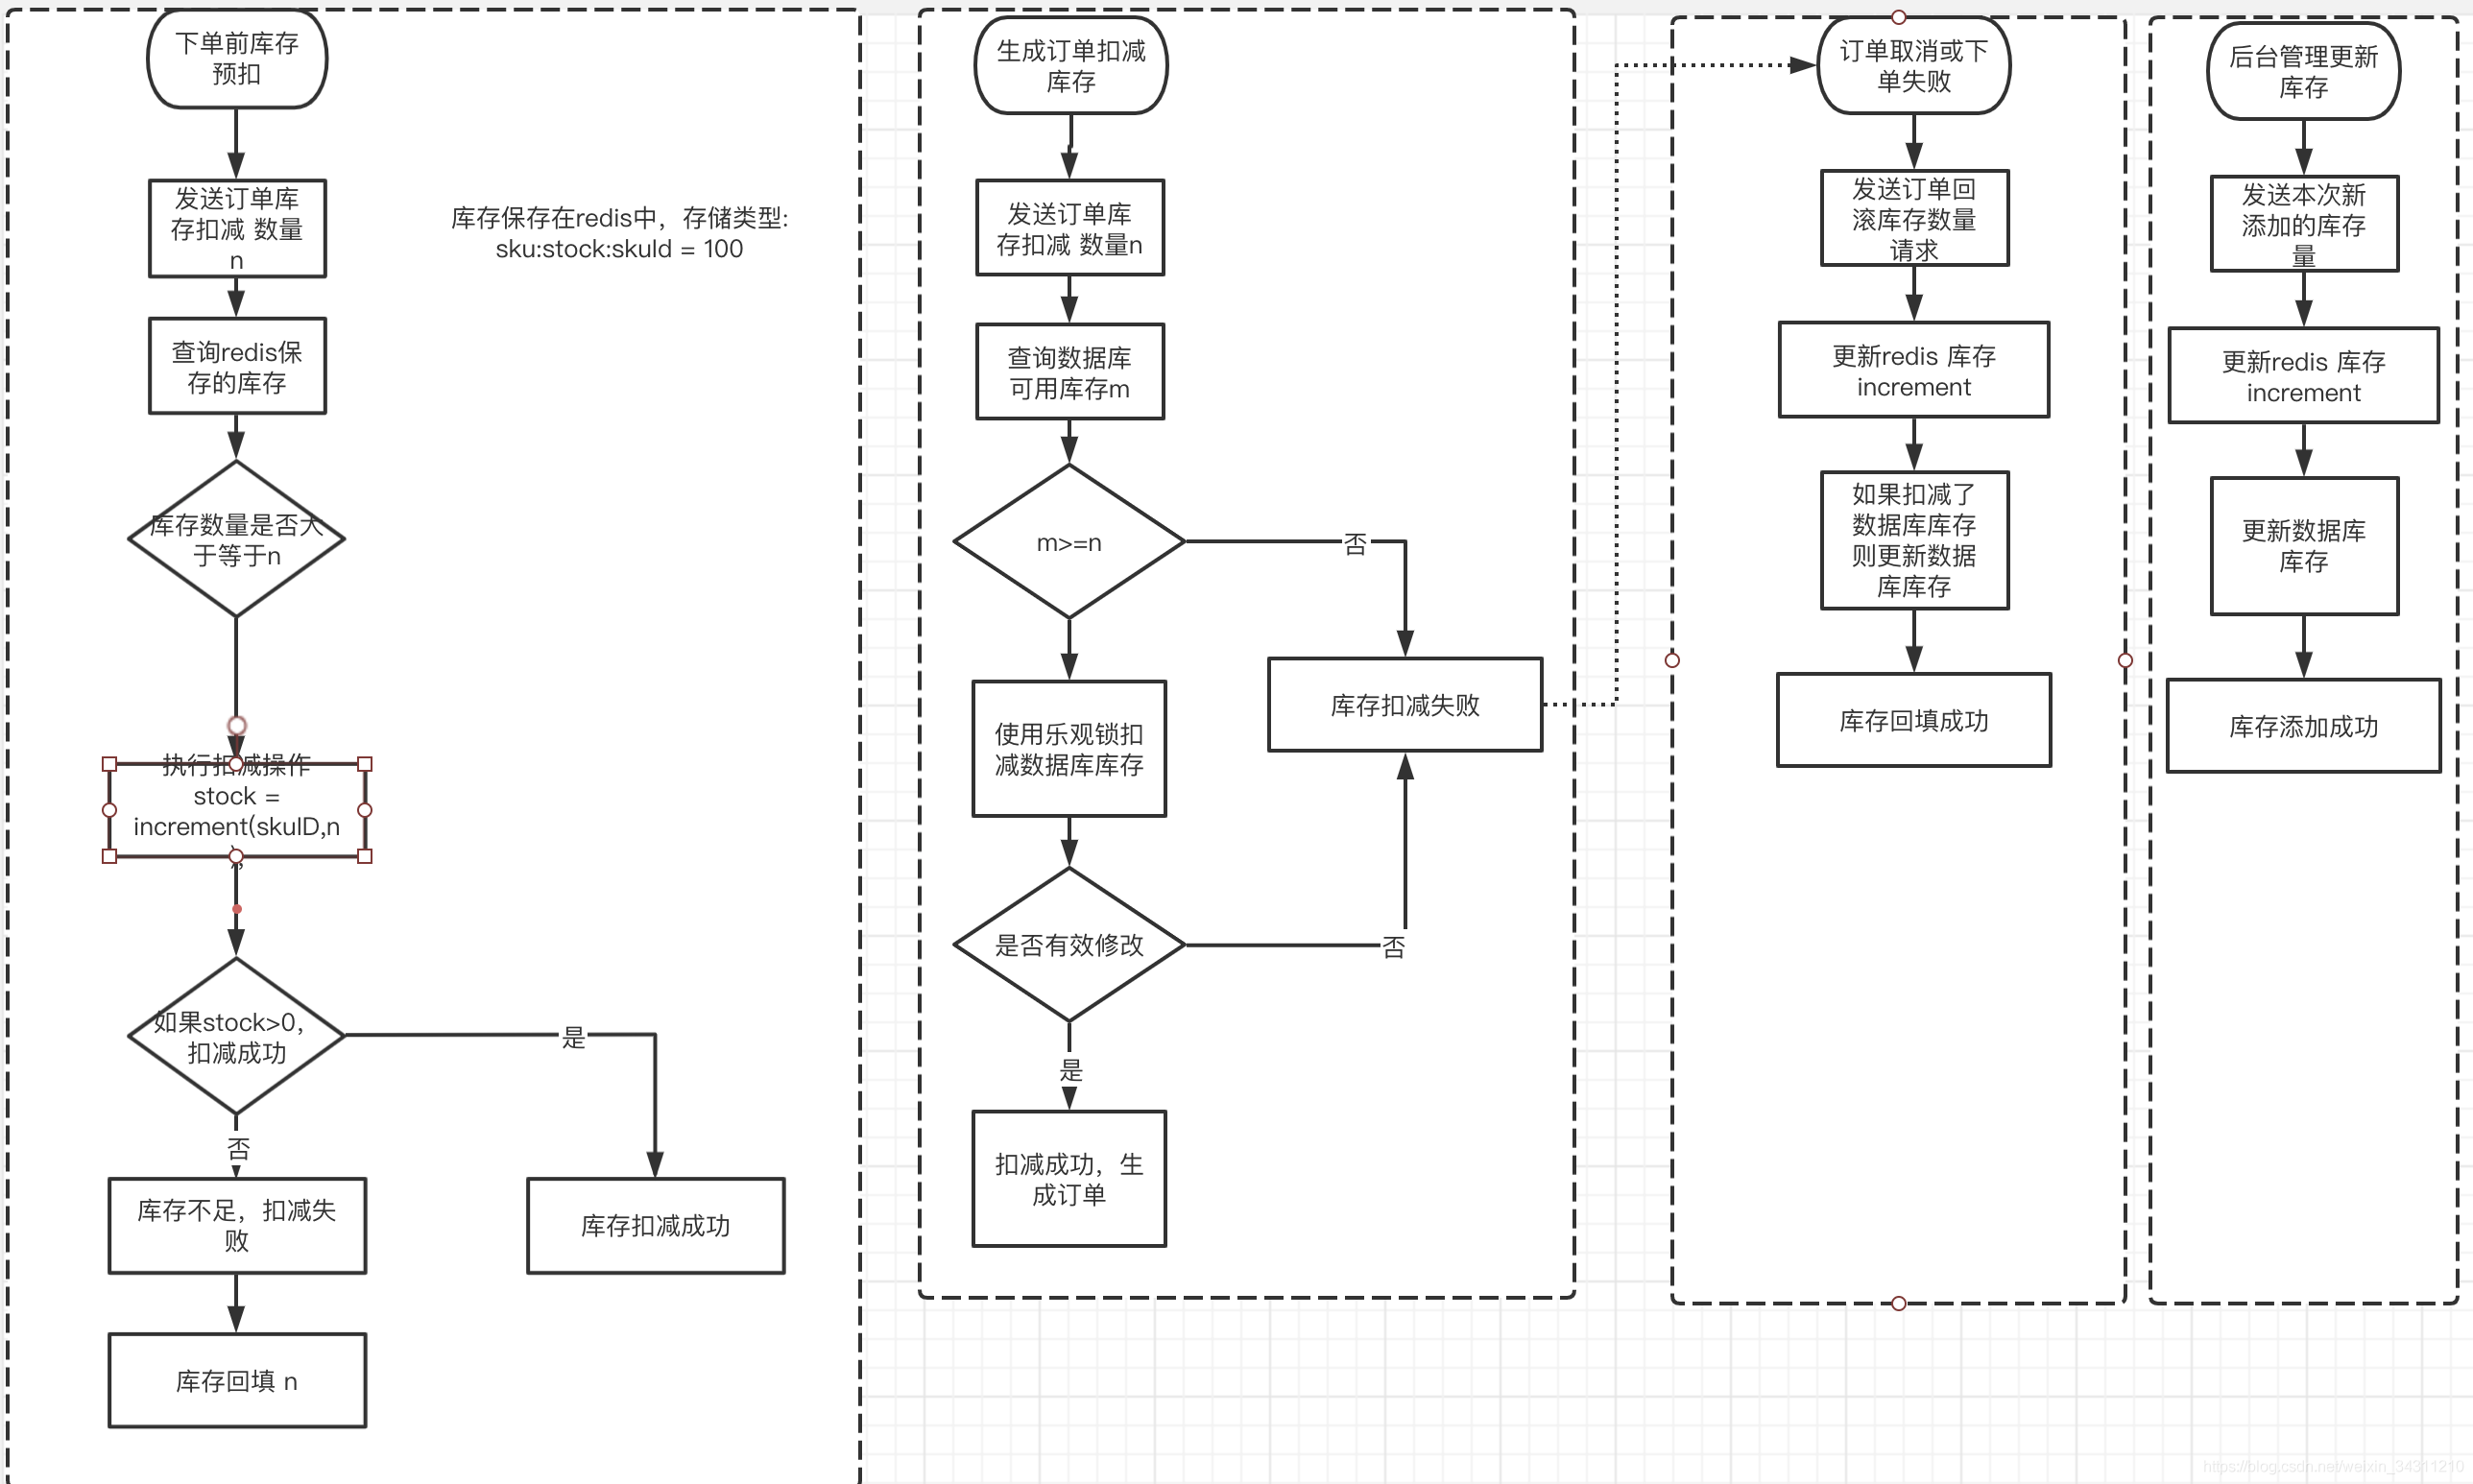 下单前库存
预扣
发送订单库
存扣减 数量
n
库存保存在redis中，存储类型:
sku:stock:skuId = 100
查询redis保
存的库存
库存数量是否大
于等于n
执行扣减操作
stock =
increment(skuID,n
);
如果stock>0，
扣减成功
是
否
库存不足，扣减失
败
库存扣减成功
库存回填 n
生成订单扣减
库存
发送订单库
存扣减 数量n
查询数据库
可用库存m
m>=n
否
库存扣减失败
使用乐观锁扣
减数据库库存
是否有效修改
否
是
扣减成功，生
成订单
订单取消或下
单失败
发送订单回
滚库存数量
请求
更新redis 库存
increment
如果扣减了
数据库库存
则更新数据
库库存
库存回填成功
后台管理更新
库存
发送本次新
添加的库存
量
更新redis 库存
increment
更新数据库
库存
库存添加成功
https://blog.csdn.net/weixin_34311210